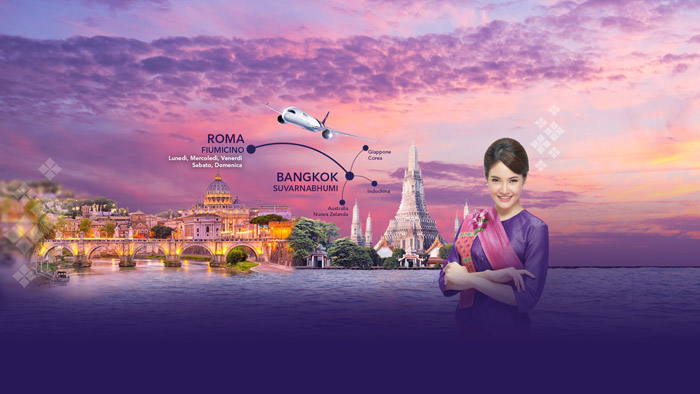 ROMA
FIUMICINO
Lunedì, Mercoledì, Venerdì
Sabato, Domenica
BANGKOK
SUVARNABHUMI
Giappone
Corea
Indocina
Australia
Nuova Zelanda